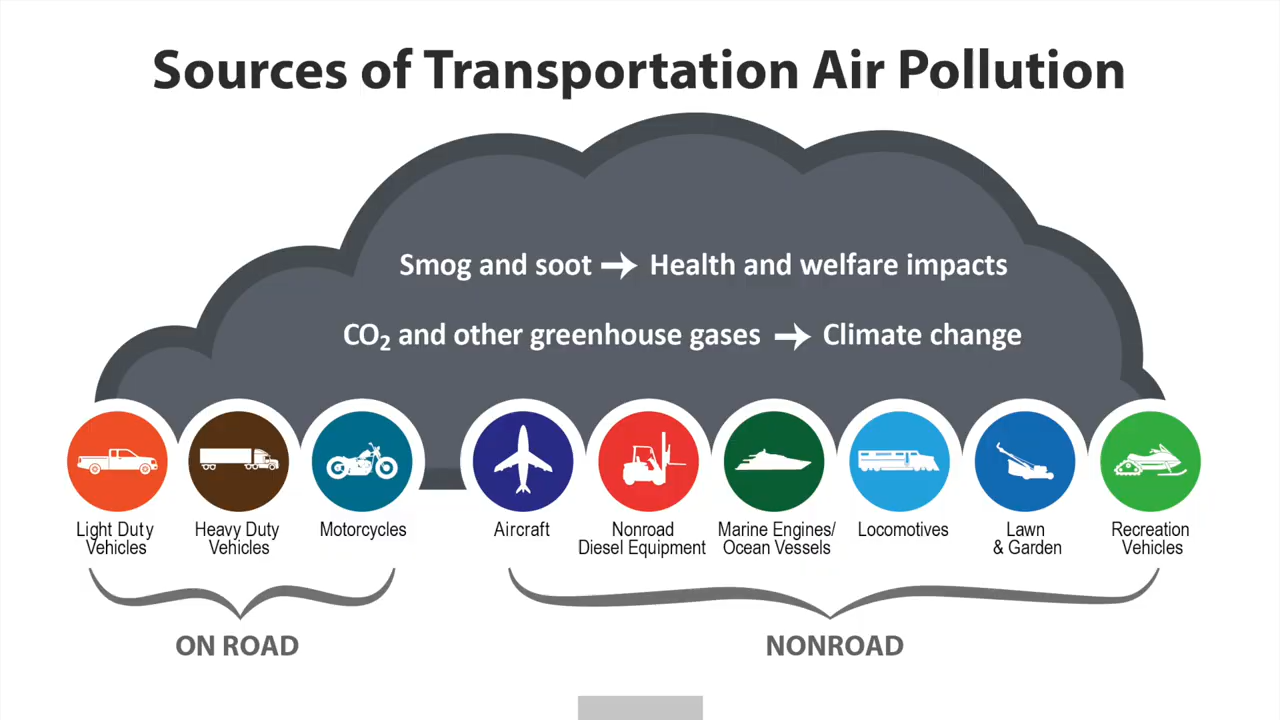 Sources of Transportation Air Pollution
Smog and soot → Health and welfare impacts
CO₂ and other greenhouse gases → Climate change
Light Duty
Vehicles
Heavy Duty
Vehicles
Motorcycles
Aircraft
Nonroad
Diesel Equipment
Marine Engines/
Ocean Vessels
Locomotives
Lawn
& Garden
Recreation
Vehicles
ON ROAD
NONROAD